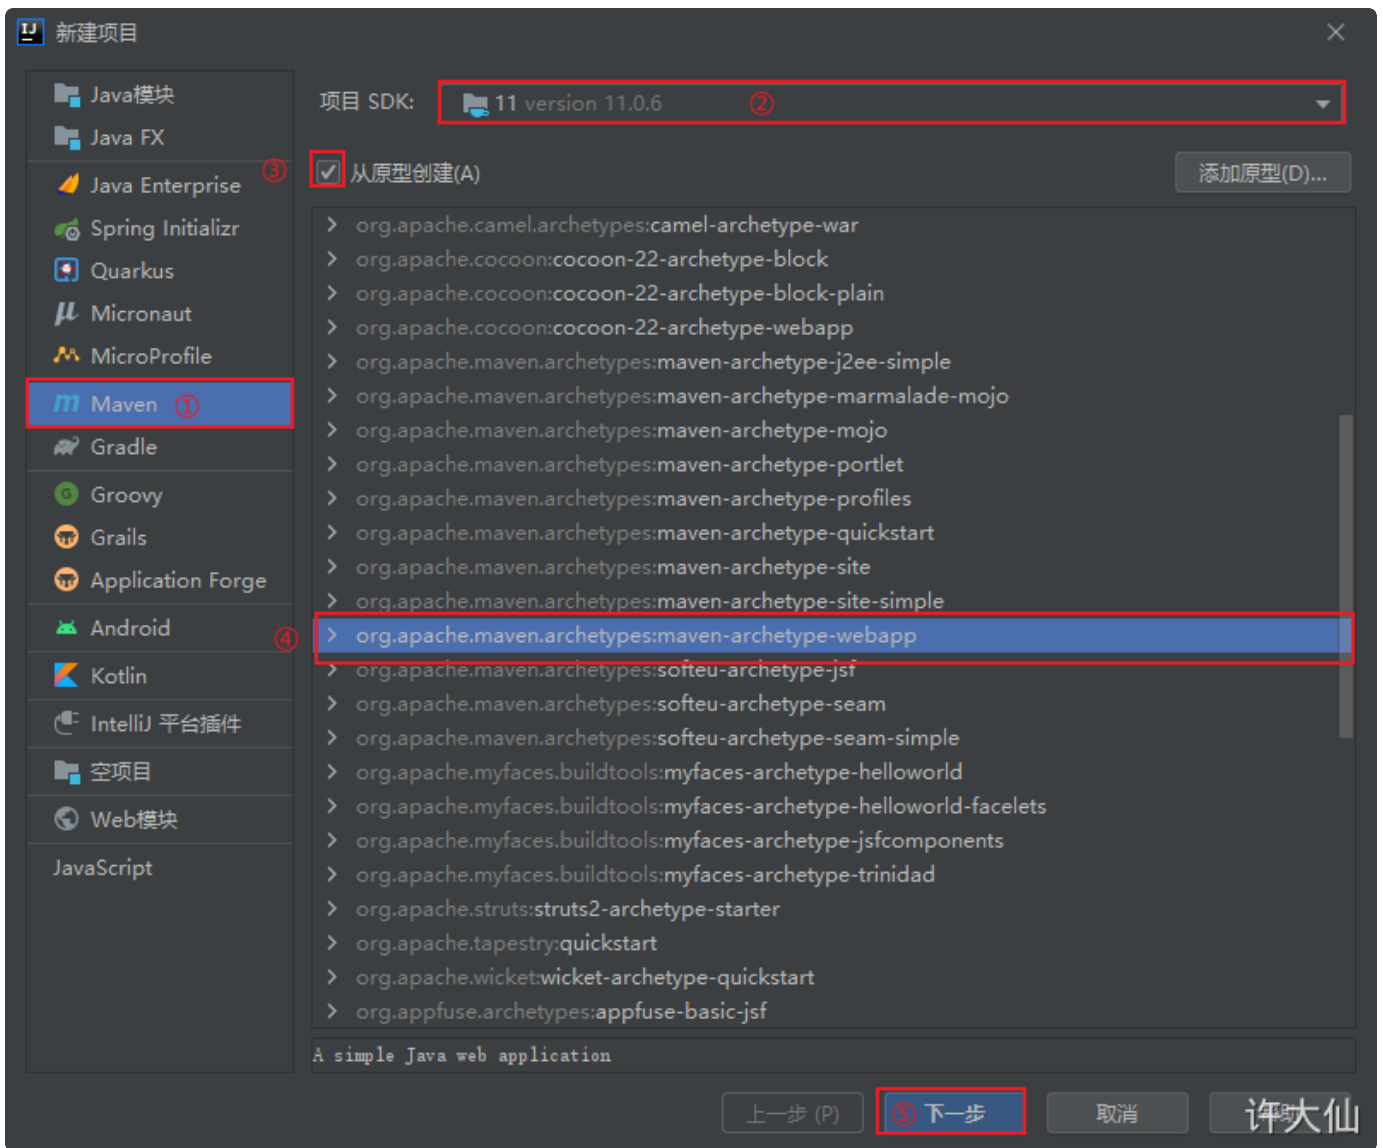 新建项目
Java模块
Java FX
Java Enterprise
Spring Initializr
Quarkus
Micronaut
MicroProfile
Maven ①
Gradle
Groovy
Grails
Application Forge
Android
Kotlin
IntelliJ 平台插件
空项目
Web模块
JavaScript
项目 SDK: 11 version 11.0.6 ②
③ 从原型创建(A) 添加原型(D)...
org.apache.camel.archetypes:camel-archetype-war
org.apache.cocoon:cocoon-22-archetype-block
org.apache.cocoon:cocoon-22-archetype-block-plain
org.apache.cocoon:cocoon-22-archetype-webapp
org.apache.maven.archetypes:maven-archetype-j2ee-simple
org.apache.maven.archetypes:maven-archetype-marmalade-mojo
org.apache.maven.archetypes:maven-archetype-mojo
org.apache.maven.archetypes:maven-archetype-portlet
org.apache.maven.archetypes:maven-archetype-profiles
org.apache.maven.archetypes:maven-archetype-quickstart
org.apache.maven.archetypes:maven-archetype-site
org.apache.maven.archetypes:maven-archetype-site-simple
④ org.apache.maven.archetypes:maven-archetype-webapp
org.apache.maven.archetypes:softeu-archetype-jsf
org.apache.maven.archetypes:softeu-archetype-seam
org.apache.maven.archetypes:softeu-archetype-seam-simple
org.apache.myfaces.buildtools:myfaces-archetype-helloworld
org.apache.myfaces.buildtools:myfaces-archetype-helloworld-facelets
org.apache.myfaces.buildtools:myfaces-archetype-jsfcomponents
org.apache.myfaces.buildtools:myfaces-archetype-trinidad
org.apache.struts:struts2-archetype-starter
org.apache.tapestry:quickstart
org.apache.wicket:wicket-archetype-quickstart
org.appfuse.archetypes:appfuse-basic-jsf
A simple Java web application
上一步 (P) ⑤ 下一步 取消
许大仙